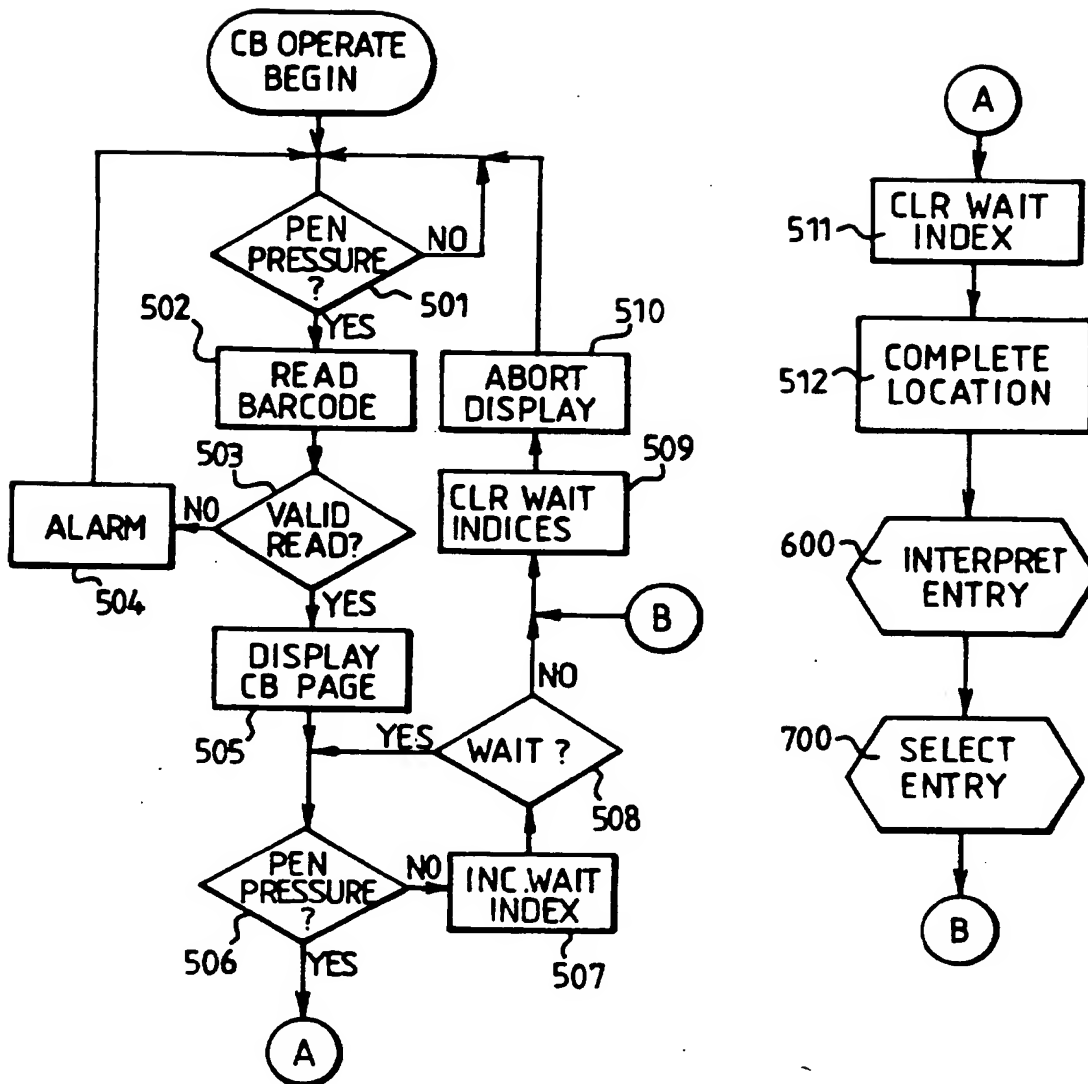 CB OPERATE
BEGIN
PEN
PRESSURE
?
NO
501
YES
502
READ
BARCODE
503
VALID
READ?
NO
ALARM
504
YES
DISPLAY
CB PAGE
505
PEN
PRESSURE
?
506
NO
YES
A
INC. WAIT
INDEX
507
WAIT ?
508
YES
NO
B
CLR WAIT
INDICES
509
ABORT
DISPLAY
510
A
CLR WAIT
INDEX
511
COMPLETE
LOCATION
512
INTERPRET
ENTRY
600
SELECT
ENTRY
700
B